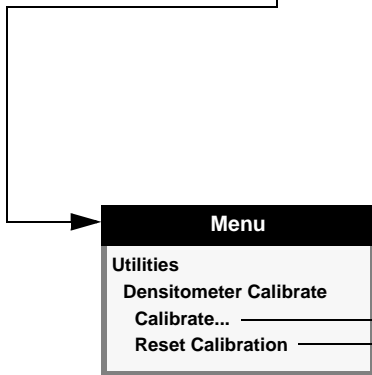 Menu
Utilities
Densitometer Calibrate
Calibrate...
Reset Calibration